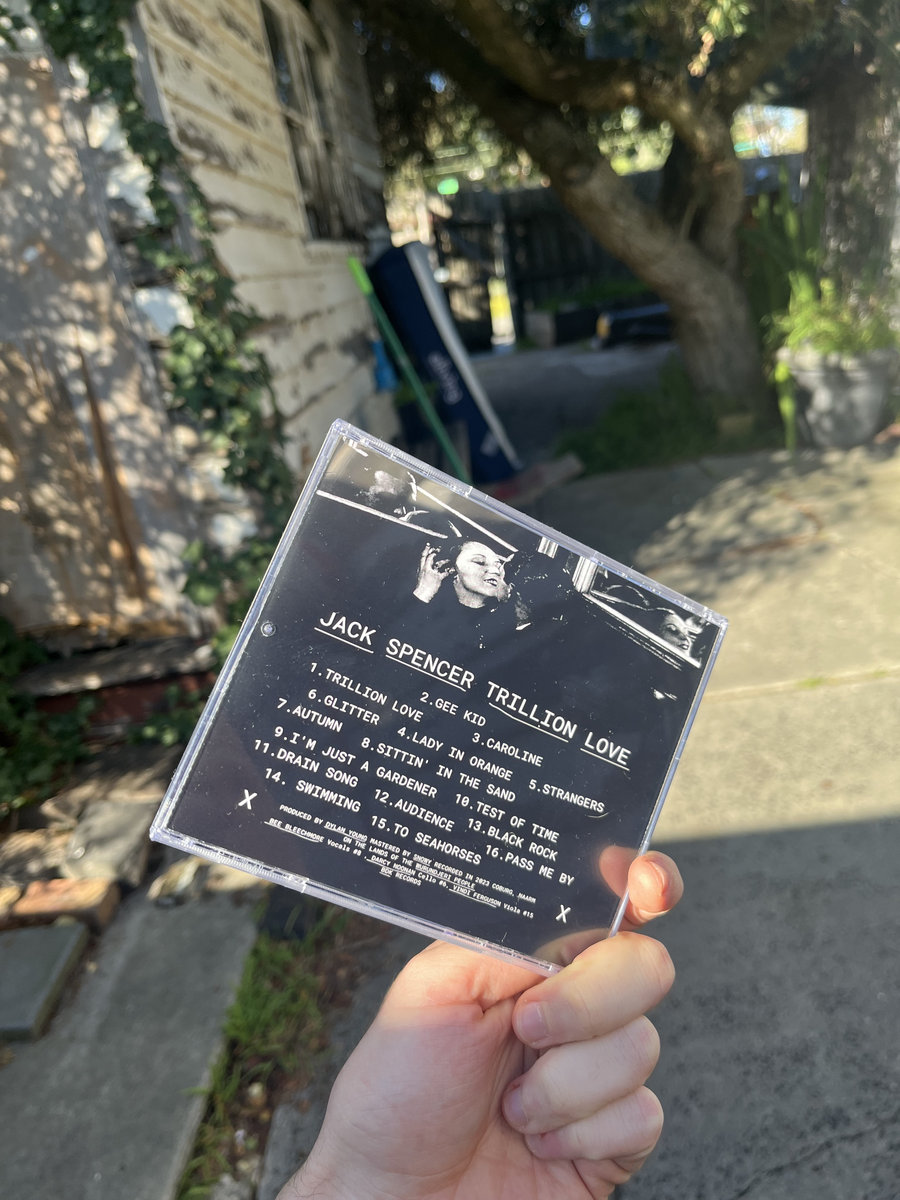 JACK SPENCER TRILLION LOVE
1.TRILLION LOVE 2.GEE KID 3.CAROLINE
6.GLITTER 4.LADY IN ORANGE 5.STRANGERS
7.AUTUMN 8.SITTIN' IN THE SAND
9.I'M JUST A GARDENER 10.TEST OF TIME
11.DRAIN SONG 12.AUDIENCE 13.BLACK ROCK
14. SWIMMING 15.TO SEAHORSES 16.PASS ME BY
X
PRODUCED BY DYLAN YOUNG MASTERED BY SNOWY RECORDED IN 2023 COBURG, NAARM
ON THE LANDS OF THE WURUNDJERI PEOPLE
BEE BLEECHMORE Vocals #8, DARCY NOONAN Cello #6, VINDI FERGUSON Viola #15
RECORDS
X